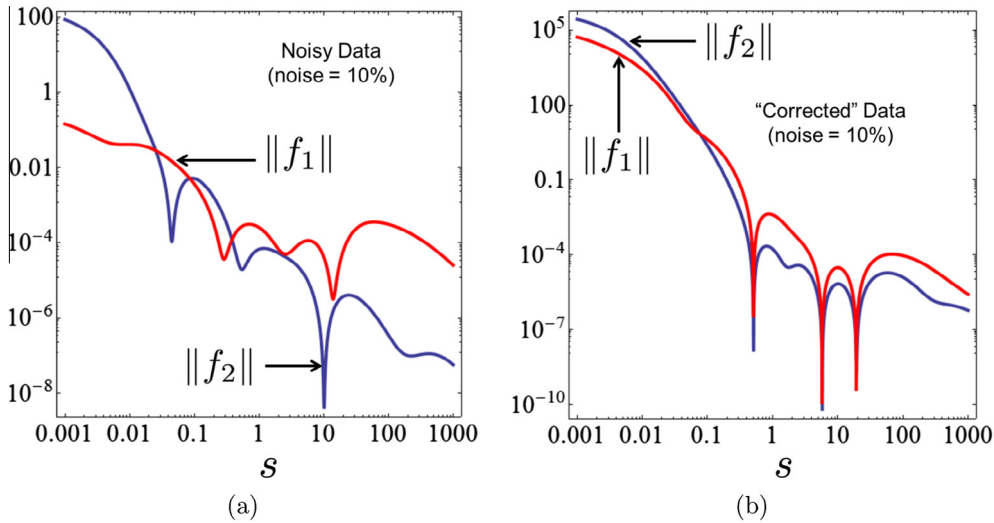 100
1
0.01
10^-4
10^-6
10^-8
0.001 0.01 0.1 1 10 100 1000
s
Noisy Data
(noise = 10%)
‖f₁‖
‖f₂‖
(a)
10^5
100
0.1
10^-4
10^-7
10^-10
0.001 0.01 0.1 1 10 100 1000
s
‖f₂‖
‖f₁‖
“Corrected” Data
(noise = 10%)
(b)